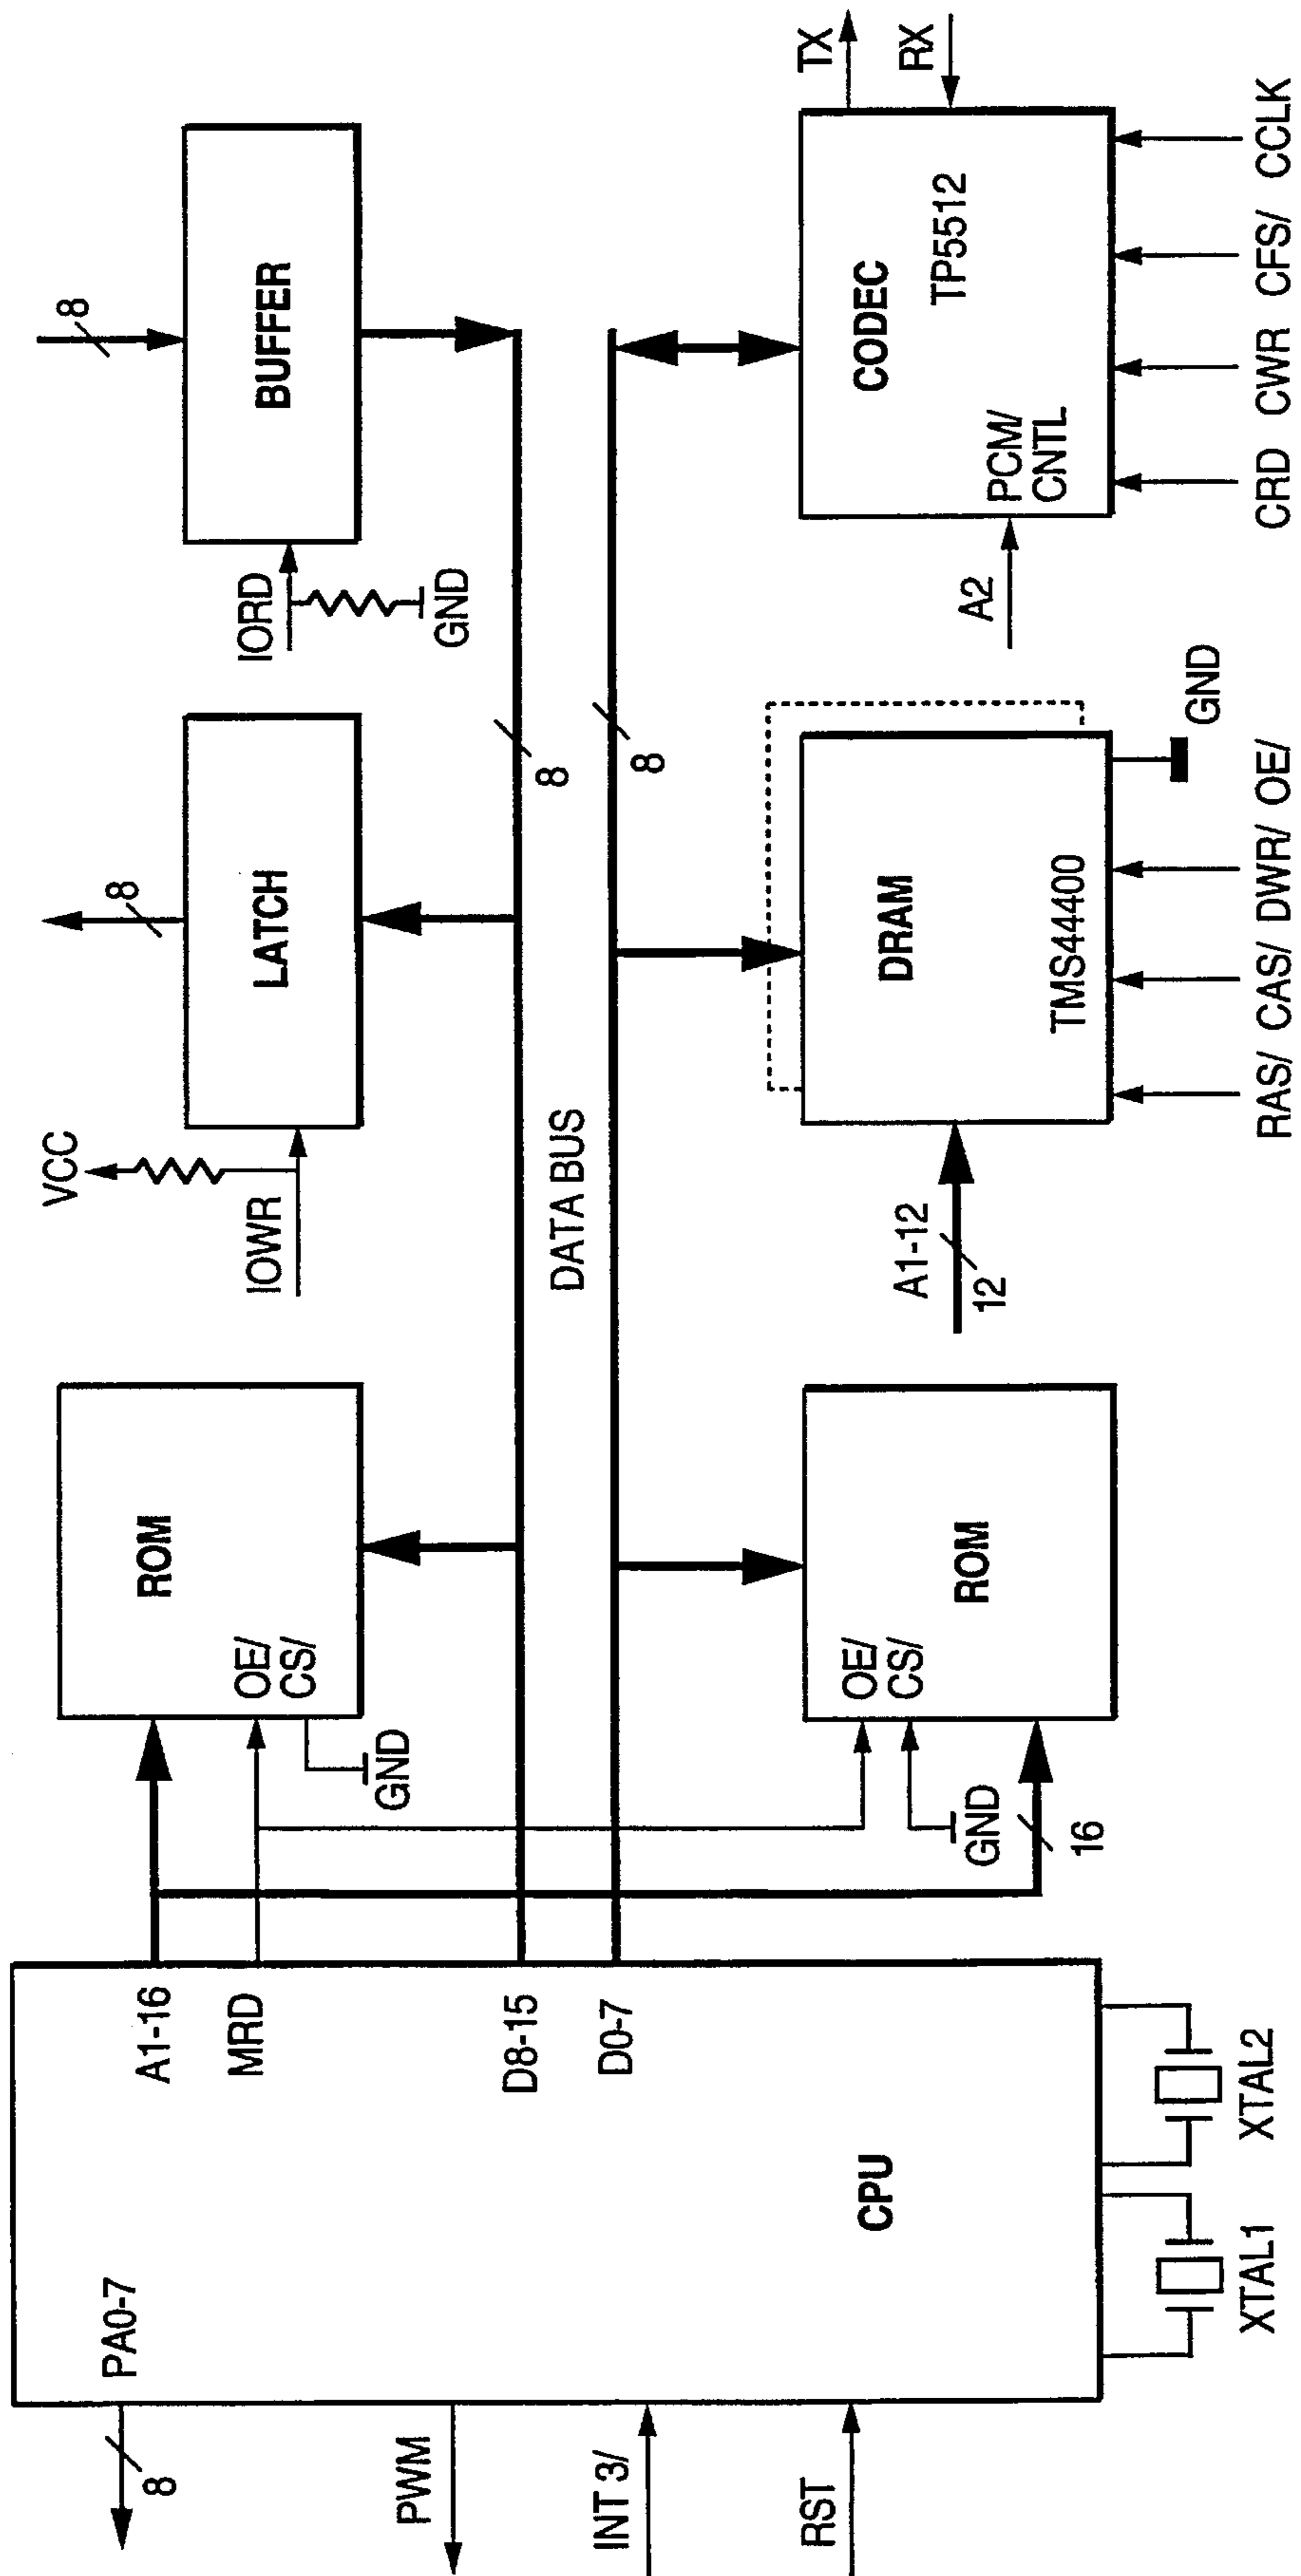 PA0-7
8
PWM
INT 3/
RST
CPU
A1-16
MRD
D8-15
D0-7
XTAL1
XTAL2
ROM
OE/
CS/
GND
ROM
OE/
CS/
GND
16
DATA BUS
8
8
VCC
IOWR
LATCH
8
IORD
GND
BUFFER
8
A1-12
12
DRAM
TMS44400
GND
RAS/ CAS/ DWR/ OE/
A2
PCM/
CNTL
CODEC
TP5512
TX
RX
CRD CWR CFS/ CCLK